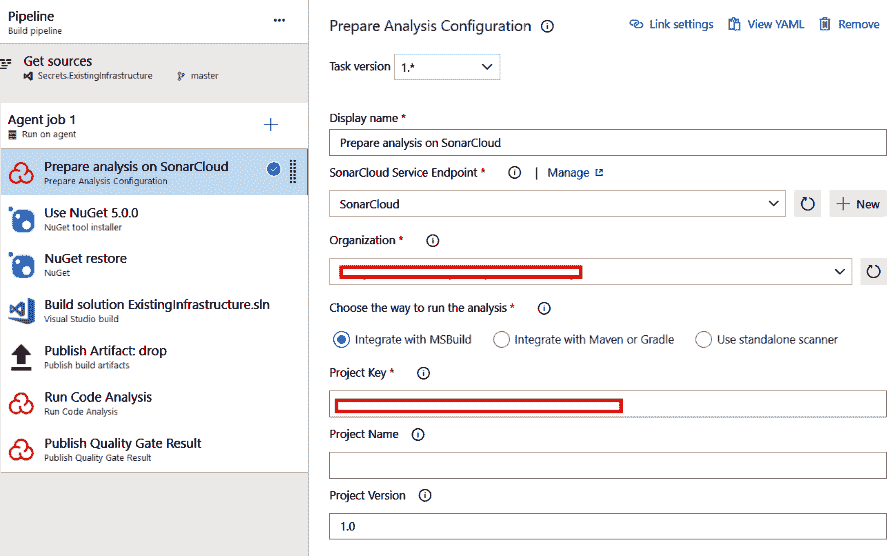 Pipeline
Build pipeline
Get sources
Secrets.ExistingInfrastructure master
Agent job 1
Run on agent
Prepare analysis on SonarCloud
Prepare Analysis Configuration
Use NuGet 5.0.0
NuGet tool installer
NuGet restore
NuGet
Build solution ExistingInfrastructure.sln
Visual Studio build
Publish Artifact: drop
Publish build artifacts
Run Code Analysis
Run Code Analysis
Publish Quality Gate Result
Publish Quality Gate Result
Prepare Analysis Configuration
Link settings View YAML Remove
Task version 1.*
Display name *
Prepare analysis on SonarCloud
SonarCloud Service Endpoint * | Manage
SonarCloud
New
Organization *
Choose the way to run the analysis *
Integrate with MSBuild Integrate with Maven or Gradle Use standalone scanner
Project Key *
Project Name
Project Version
1.0